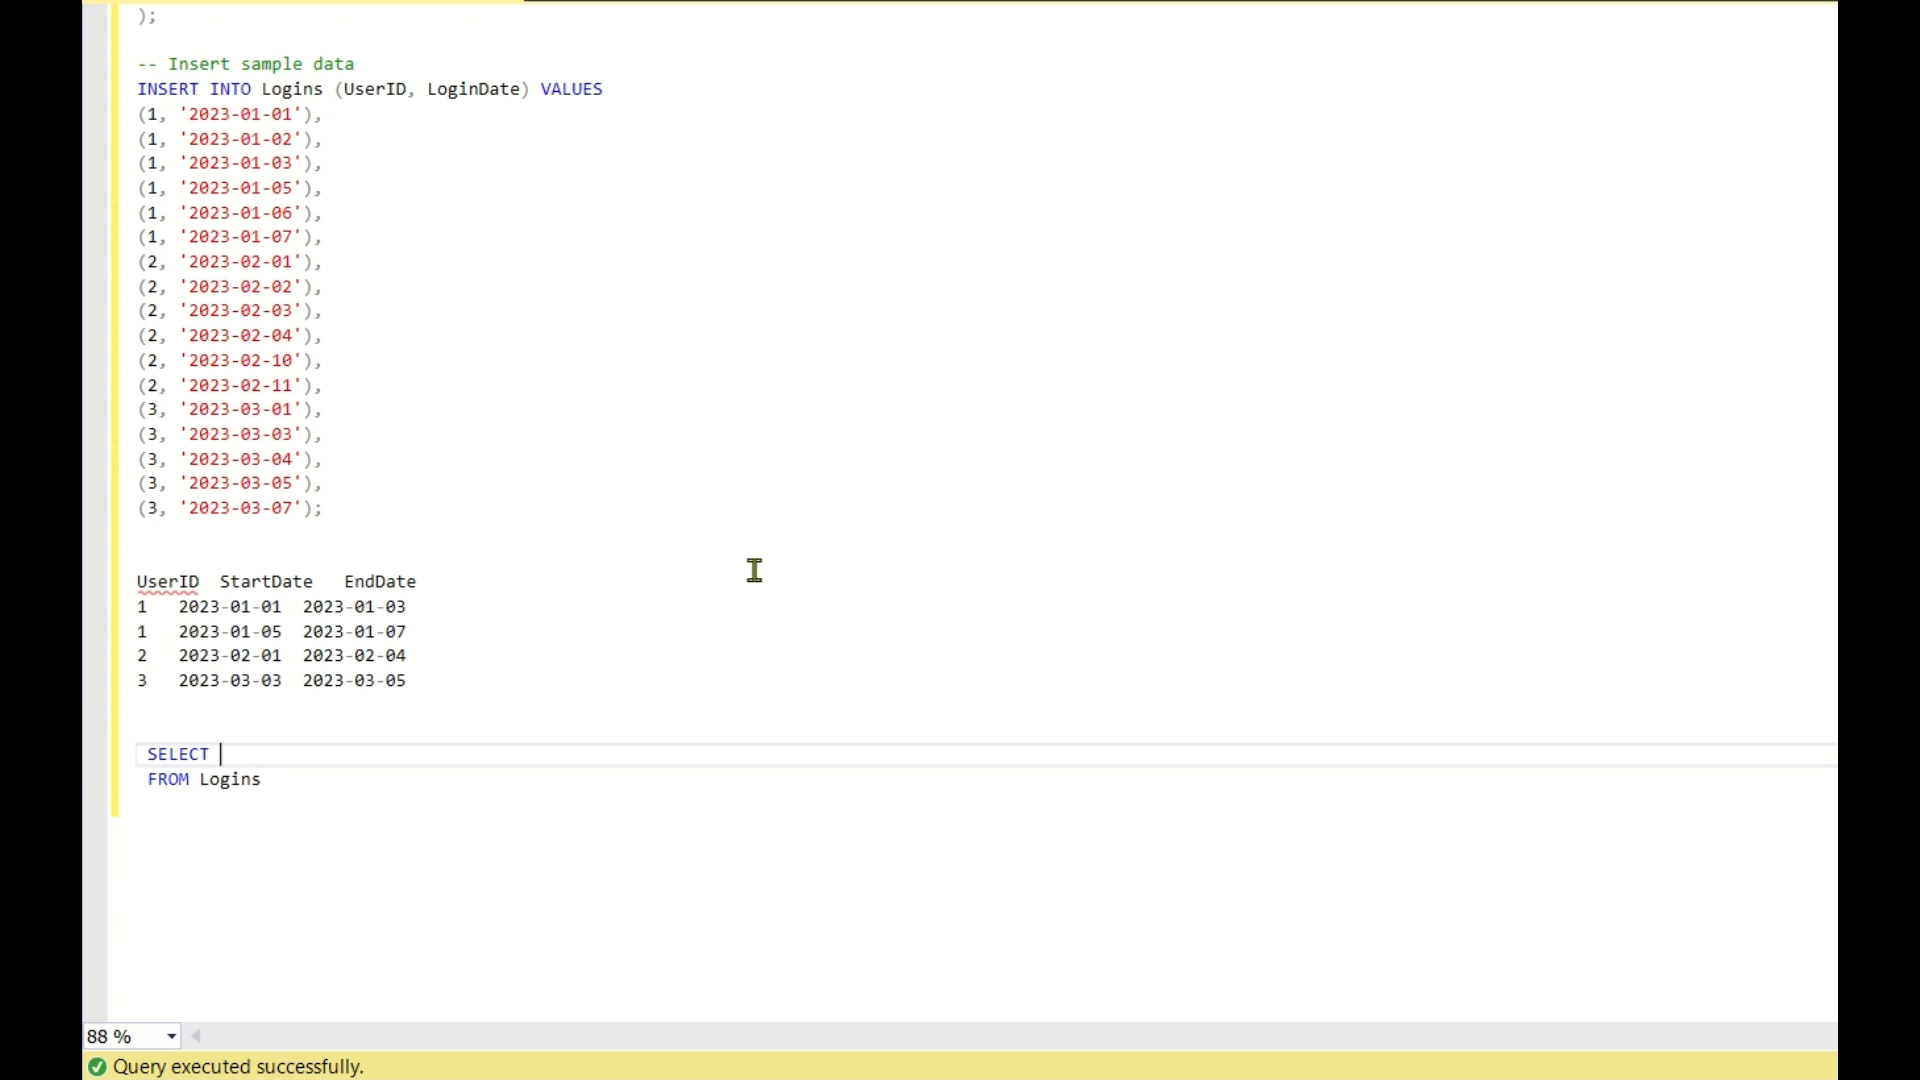 );
-- Insert sample data
INSERT INTO Logins (UserID, LoginDate) VALUES
(1, '2023-01-01'),
(1, '2023-01-02'),
(1, '2023-01-03'),
(1, '2023-01-05'),
(1, '2023-01-06'),
(1, '2023-01-07'),
(2, '2023-02-01'),
(2, '2023-02-02'),
(2, '2023-02-03'),
(2, '2023-02-04'),
(2, '2023-02-10'),
(2, '2023-02-11'),
(3, '2023-03-01'),
(3, '2023-03-03'),
(3, '2023-03-04'),
(3, '2023-03-05'),
(3, '2023-03-07');
UserID StartDate EndDate
1 2023-01-01 2023-01-03
1 2023-01-05 2023-01-07
2 2023-02-01 2023-02-04
3 2023-03-03 2023-03-05
SELECT
FROM Logins
88 %
Query executed successfully.